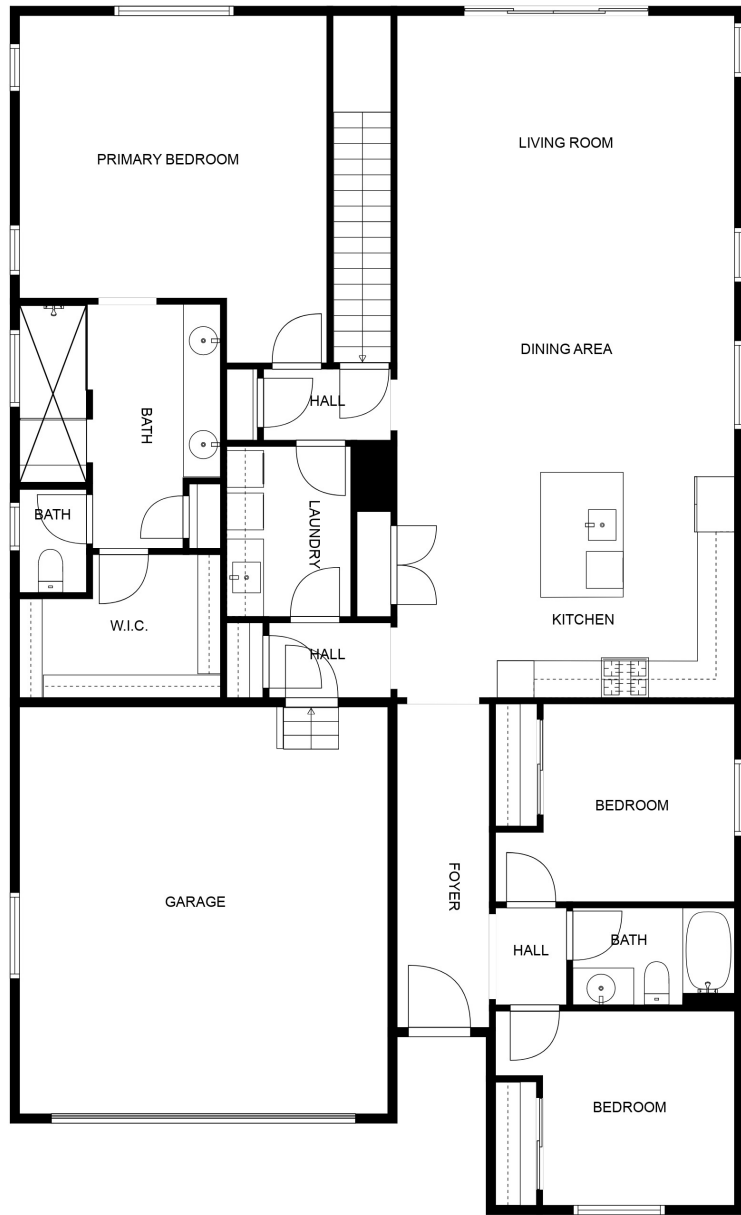 LIVING ROOM
PRIMARY BEDROOM
DINING AREA
HALL
BATH
BATH
LAUNDRY
KITCHEN
W.I.C.
HALL
BEDROOM
GARAGE
FOYER
BATH
HALL
BEDROOM